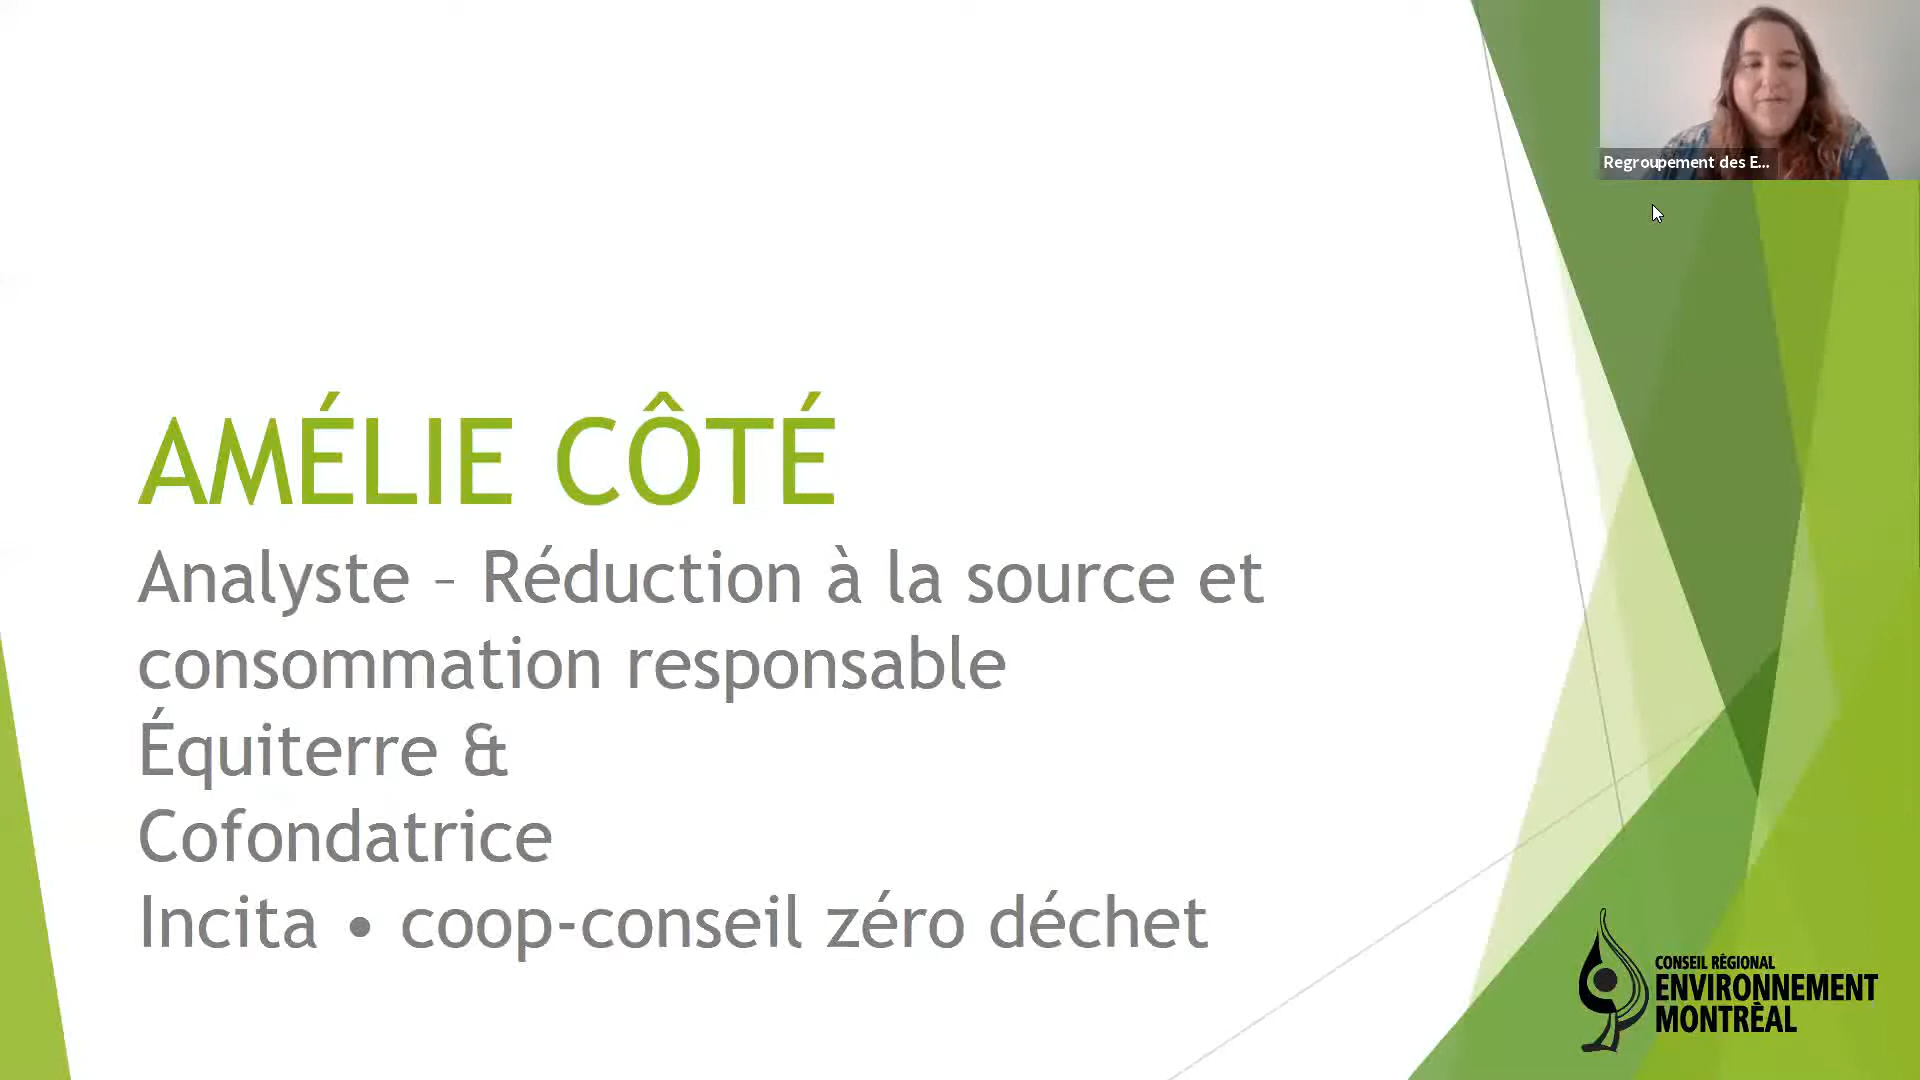 Regroupement des E...
AMÉLIE CÔTÉ
Analyste – Réduction à la source et
consommation responsable
Équiterre &
Cofondatrice
Incita • coop-conseil zéro déchet
CONSEIL RÉGIONAL
ENVIRONNEMENT
MONTRÉAL